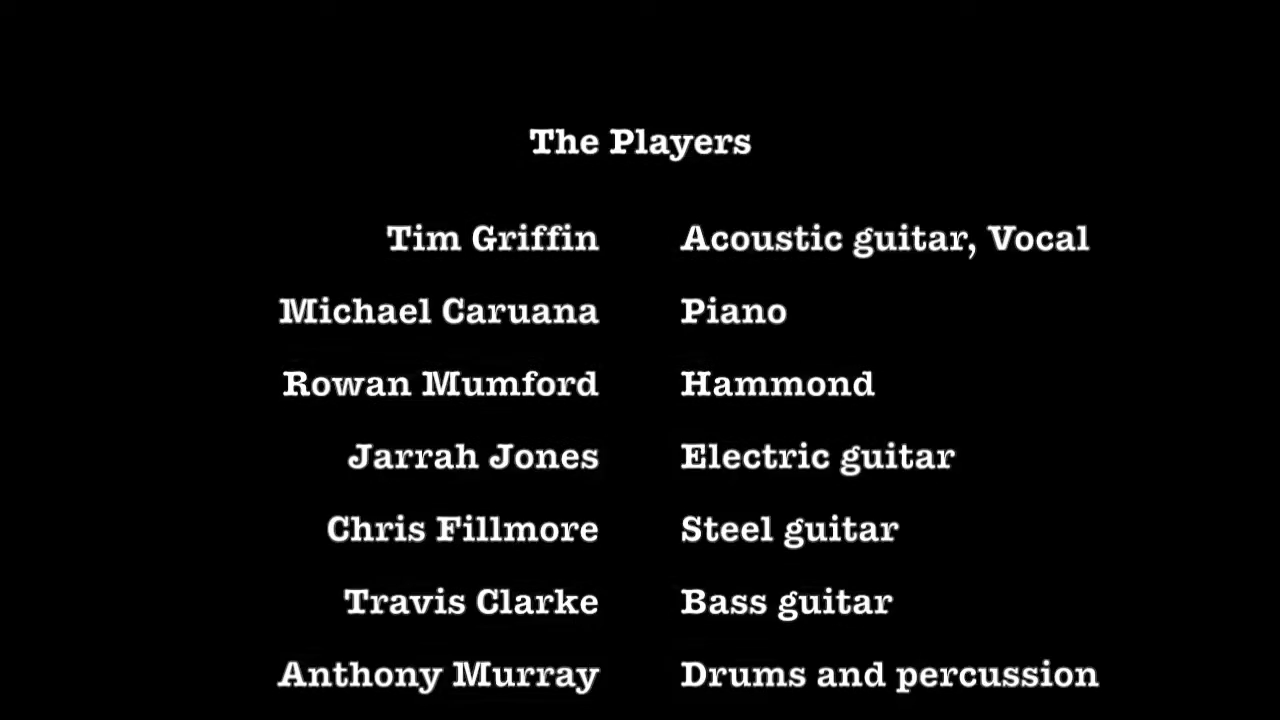 The Players
Tim Griffin Acoustic guitar, Vocal
Michael Caruana Piano
Rowan Mumford Hammond
Jarrah Jones Electric guitar
Chris Fillmore Steel guitar
Travis Clarke Bass guitar
Anthony Murray Drums and percussion